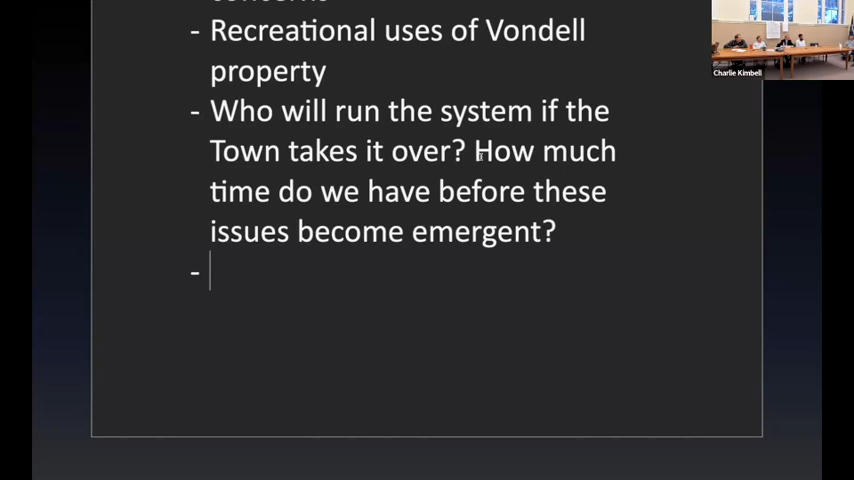 concerns
- Recreational uses of Vondell
property
- Who will run the system if the
Town takes it over? How much
time do we have before these
issues become emergent?
-
Charlie Kimbell